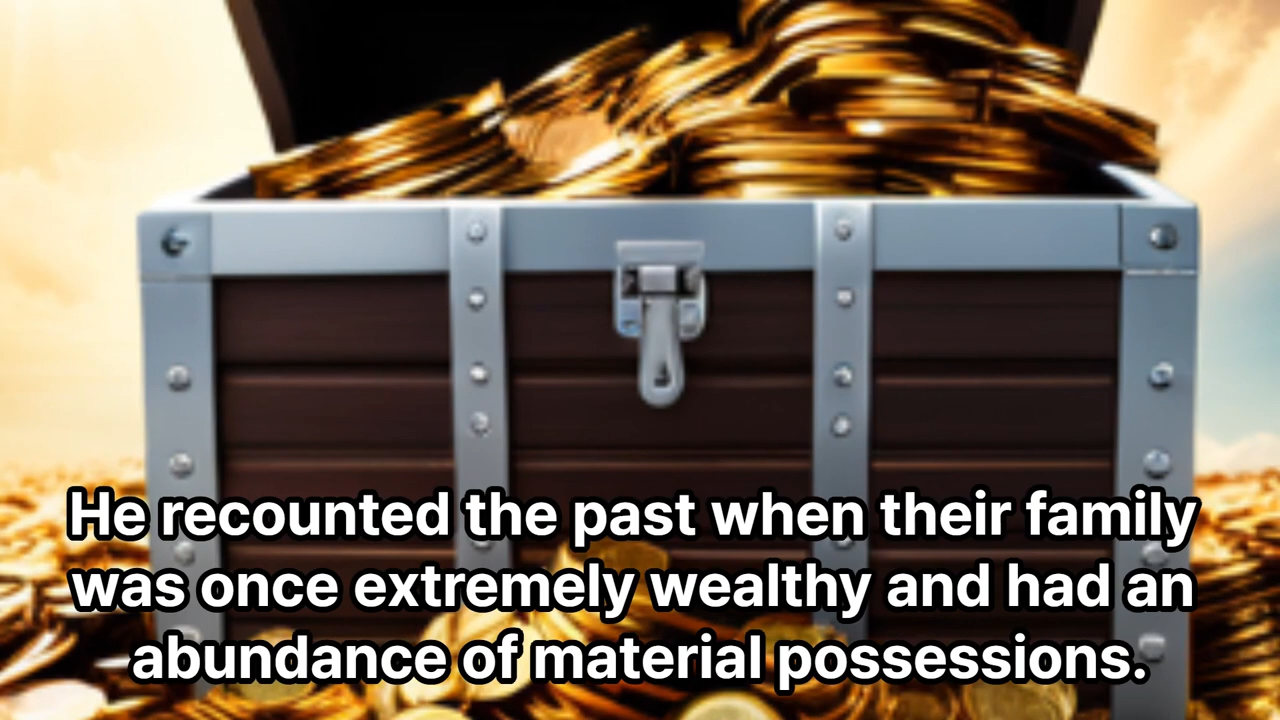 He recounted the past when their family
was once extremely wealthy and had an
abundance of material possessions.